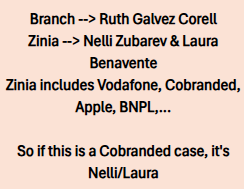 Branch --> Ruth Galvez Corell
Zinia --> Nelli Zubarev & Laura
Benavente
Zinia includes Vodafone, Cobranded,
Apple, BNPL,...
So if this is a Cobranded case, it's
Nelli/Laura